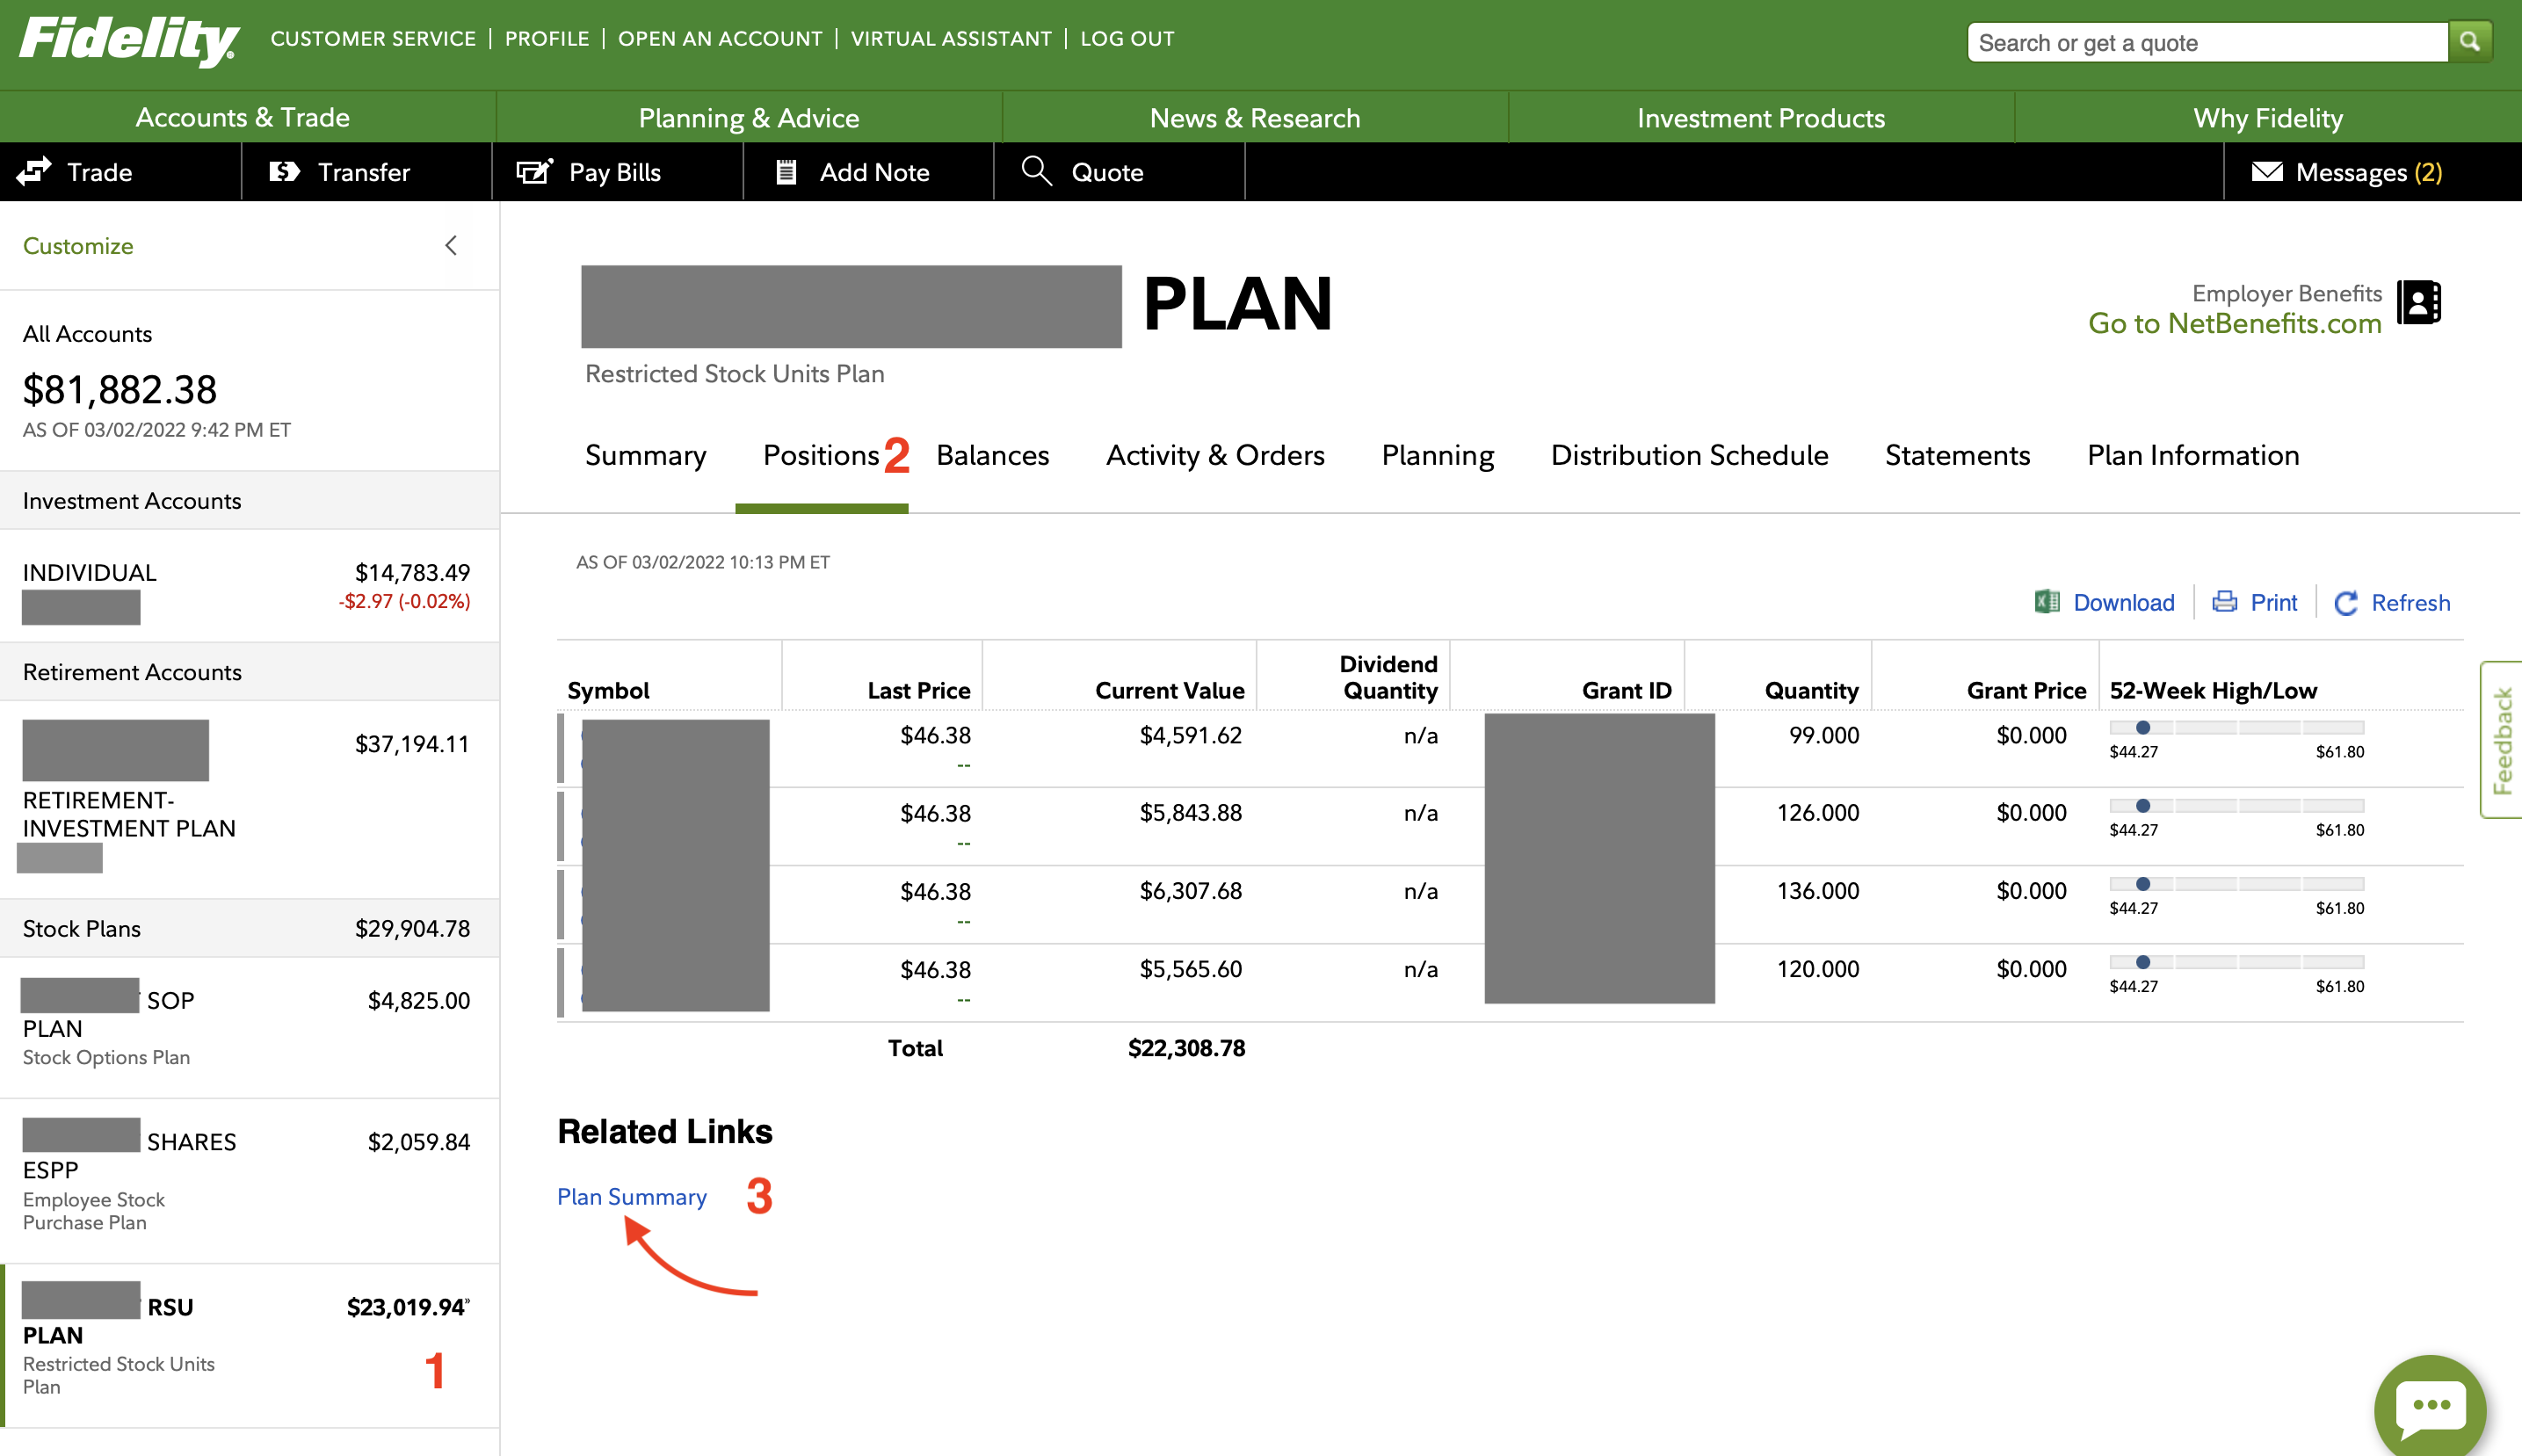 Fidelity
CUSTOMER SERVICE | PROFILE | OPEN AN ACCOUNT | VIRTUAL ASSISTANT | LOG OUT
Search or get a quote
Accounts & Trade
Planning & Advice
News & Research
Investment Products
Why Fidelity
Trade
Transfer
Pay Bills
Add Note
Quote
Messages (2)
Customize
All Accounts
$81,882.38
AS OF 03/02/2022 9:42 PM ET
Investment Accounts
INDIVIDUAL $14,783.49
-$2.97 (-0.02%)
Retirement Accounts
$37,194.11
RETIREMENT-
INVESTMENT PLAN
Stock Plans $29,904.78
SOP $4,825.00
PLAN
Stock Options Plan
SHARES $2,059.84
ESPP
Employee Stock
Purchase Plan
RSU $23,019.94»
PLAN
Restricted Stock Units
Plan
1
PLAN
Restricted Stock Units Plan
Employer Benefits
Go to NetBenefits.com
Summary Positions 2 Balances Activity & Orders Planning Distribution Schedule Statements Plan Information
AS OF 03/02/2022 10:13 PM ET
Download Print Refresh
Symbol Last Price Current Value Dividend Quantity Grant ID Quantity Grant Price 52-Week High/Low
$46.38 $4,591.62 n/a 99.000 $0.000
-- $44.27 $61.80
$46.38 $5,843.88 n/a 126.000 $0.000
-- $44.27 $61.80
$46.38 $6,307.68 n/a 136.000 $0.000
-- $44.27 $61.80
$46.38 $5,565.60 n/a 120.000 $0.000
-- $44.27 $61.80
Total $22,308.78
Related Links
Plan Summary 3
Feedback